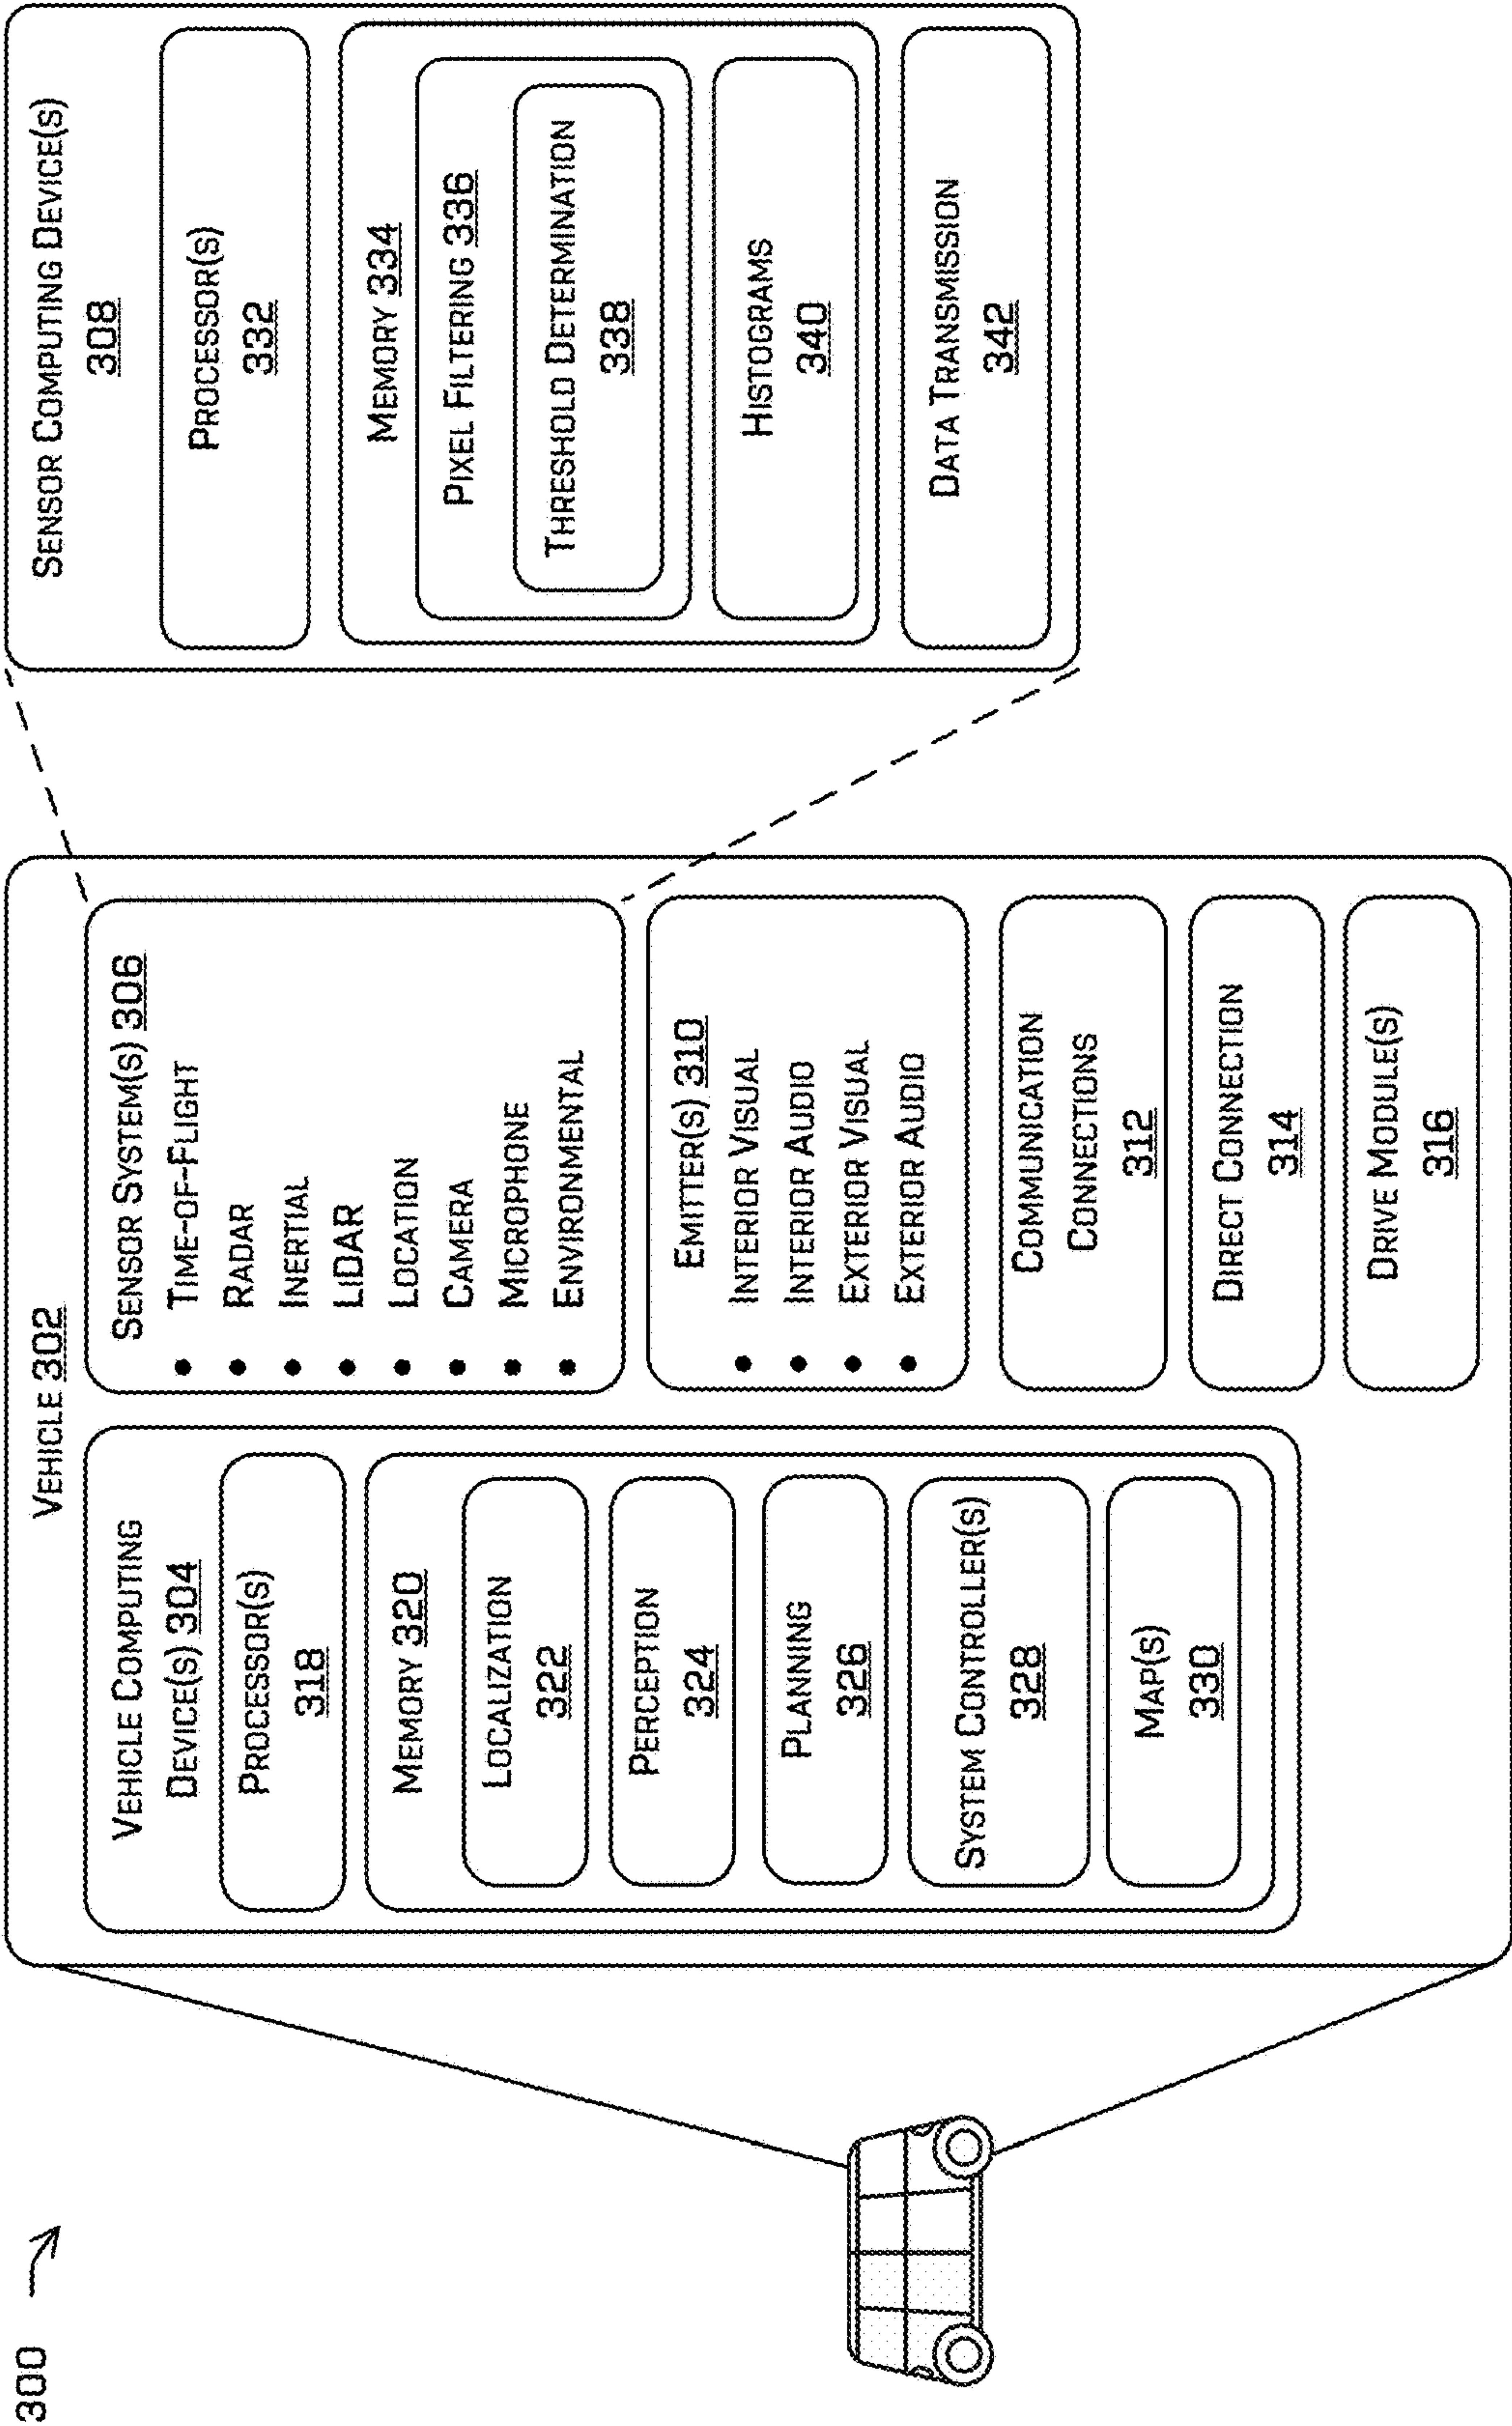 300
VEHICLE 302
VEHICLE COMPUTING
DEVICE(S) 304
PROCESSOR(S)
318
MEMORY 320
LOCALIZATION
322
PERCEPTION
324
PLANNING
326
SYSTEM CONTROLLER(S)
328
MAP(S)
330
SENSOR SYSTEM(S) 306
• TIME-OF-FLIGHT
• RADAR
• INERTIAL
• LIDAR
• LOCATION
• CAMERA
• MICROPHONE
• ENVIRONMENTAL
EMITTER(S) 310
• INTERIOR VISUAL
• INTERIOR AUDIO
• EXTERIOR VISUAL
• EXTERIOR AUDIO
COMMUNICATION
CONNECTIONS
312
DIRECT CONNECTION
314
DRIVE MODULE(S)
316
SENSOR COMPUTING DEVICE(S)
308
PROCESSOR(S)
332
MEMORY 334
PIXEL FILTERING 336
THRESHOLD DETERMINATION
338
HISTOGRAMS
340
DATA TRANSMISSION
342